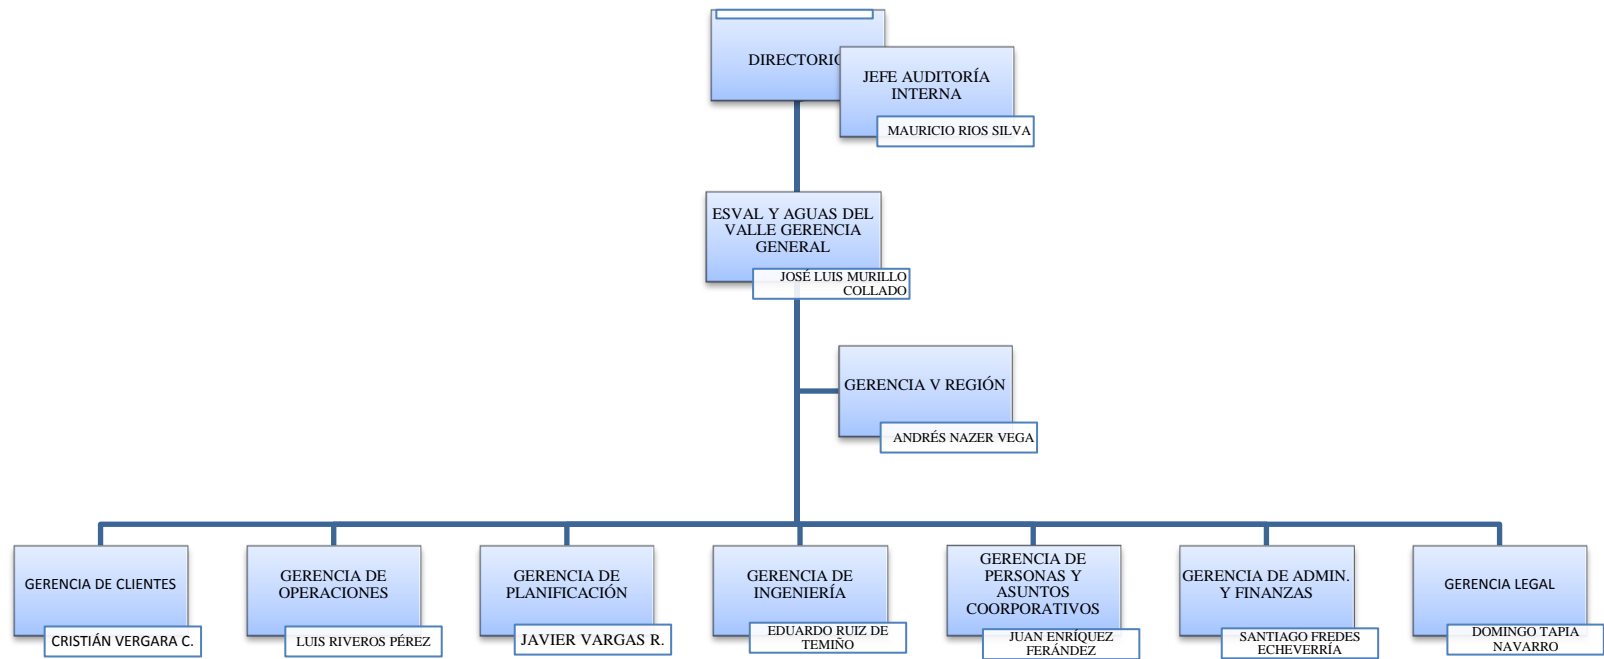 DIRECTORIO
JEFE AUDITORÍA
INTERNA
MAURICIO RIOS SILVA
ESVAL Y AGUAS DEL
VALLE GERENCIA
GENERAL
JOSÉ LUIS MURILLO
COLLADO
GERENCIA V REGIÓN
ANDRÉS NAZER VEGA
GERENCIA DE CLIENTES
CRISTIÁN VERGARA C.
GERENCIA DE
OPERACIONES
LUIS RIVEROS PÉREZ
GERENCIA DE
PLANIFICACIÓN
JAVIER VARGAS R.
GERENCIA DE
INGENIERÍA
EDUARDO RUIZ DE
TEMIÑO
GERENCIA DE
PERSONAS Y
ASUNTOS
COORPORATIVOS
JUAN ENRÍQUEZ
FERÁNDEZ
GERENCIA DE ADMIN.
Y FINANZAS
SANTIAGO FREDES
ECHEVERRÍA
GERENCIA LEGAL
DOMINGO TAPIA
NAVARRO